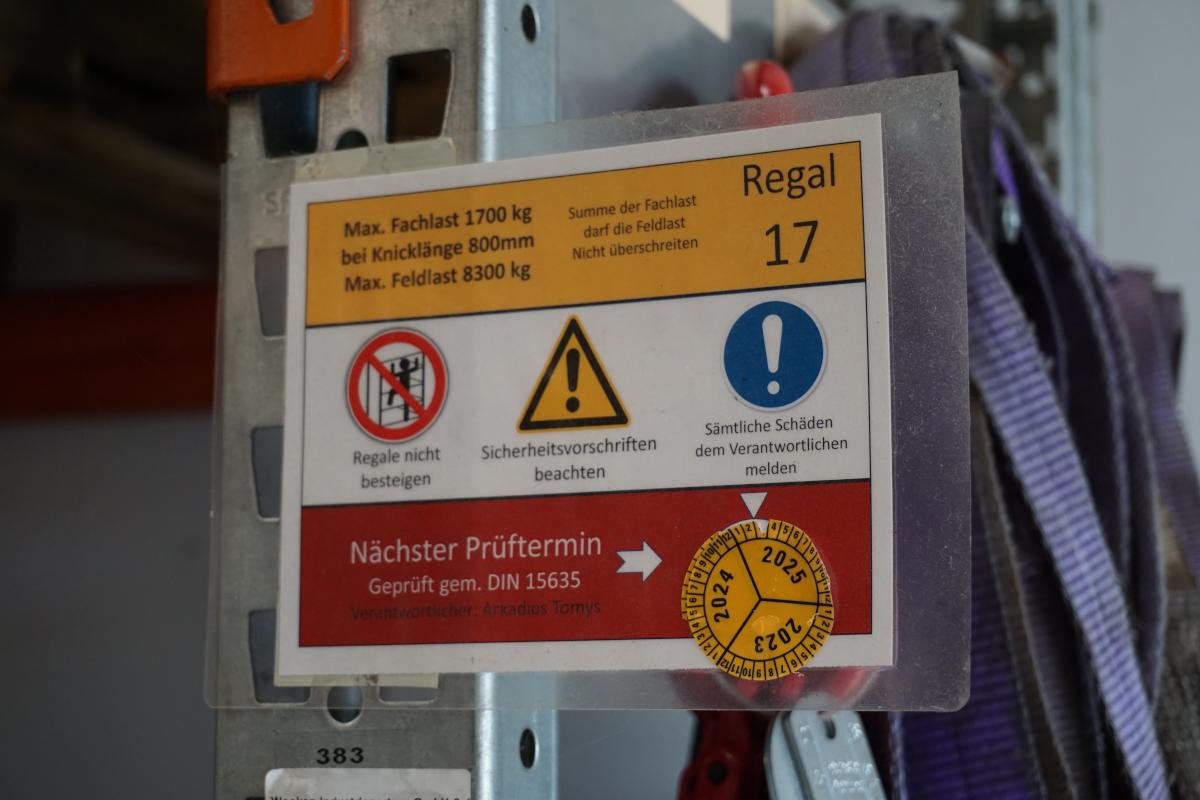 Max. Fachlast 1700 kg
bei Knicklänge 800mm
Max. Feldlast 8300 kg
Summe der Fachlast
darf die Feldlast
Nicht überschreiten
Regal
17
Regale nicht
besteigen
Sicherheitsvorschriften
beachten
Sämtliche Schäden
dem Verantwortlichen
melden
Nächster Prüftermin
Geprüft gem. DIN 15635
Verantwortlicher: Arkadius Tomys
2025
2024
2023
383